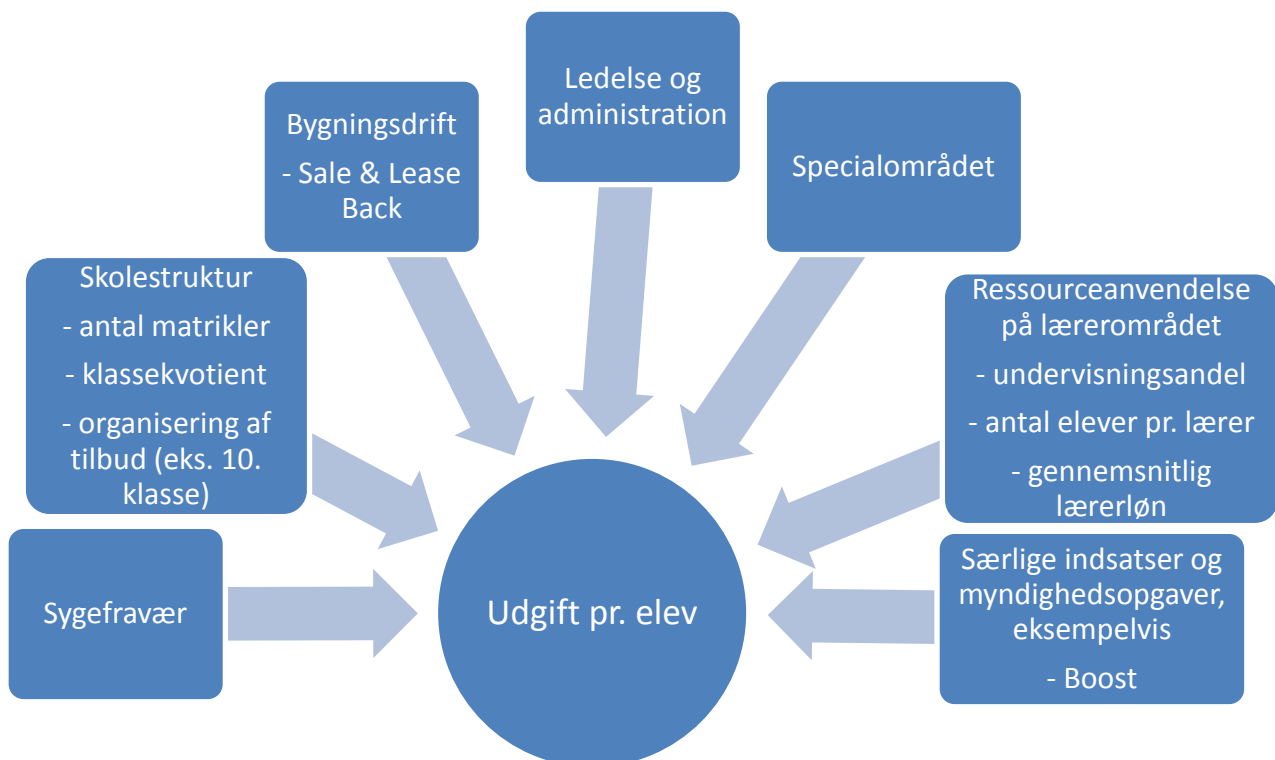 Ledelse og
administration
Bygningsdrift
- Sale & Lease
Back
Specialområdet
Skolestruktur
- antal matrikler
- klassekvotient
- organisering af
tilbud (eks. 10.
klasse)
Ressourceanvendelse
på lærerområdet
- undervisningsandel
- antal elever pr. lærer
- gennemsnitlig
lærerløn
Sygefravær
Udgift pr. elev
Særlige indsatser og
myndighedsopgaver,
eksempelvis
- Boost